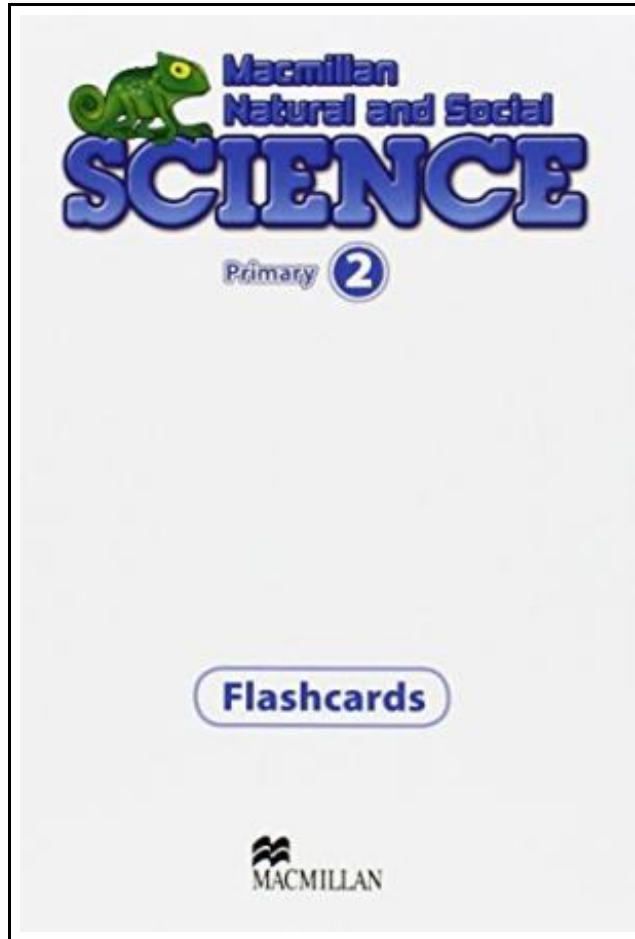 Macmillan
Natural and Social
SCIENCE
Primary 2
Flashcards
MACMILLAN